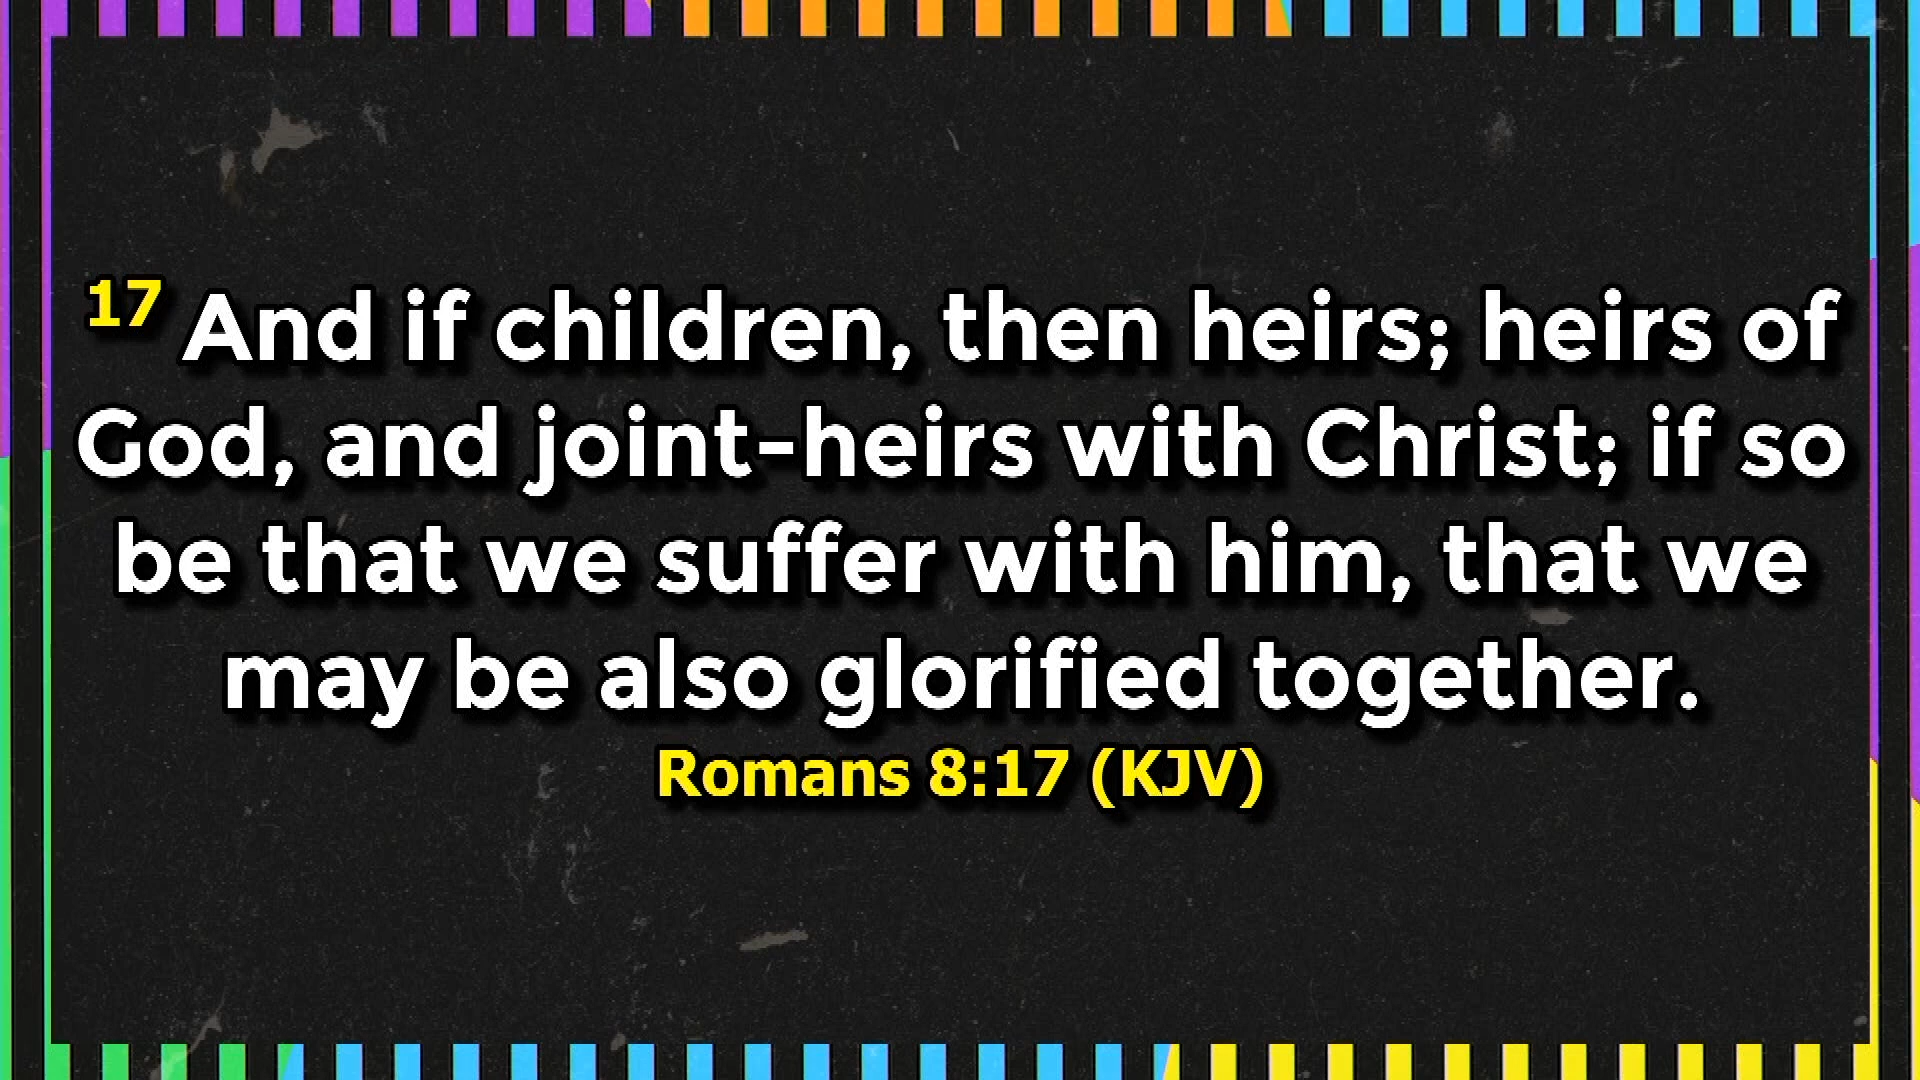 17 And if children, then heirs; heirs of
God, and joint-heirs with Christ; if so
be that we suffer with him, that we
may be also glorified together.
Romans 8:17 (KJV)